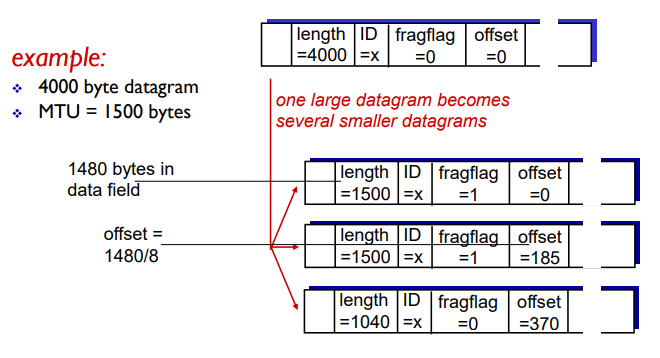 length ID fragflag offset
=4000 =x =0 =0
example:
❖ 4000 byte datagram
❖ MTU = 1500 bytes
one large datagram becomes
several smaller datagrams
1480 bytes in
data field
length ID fragflag offset
=1500 =x =1 =0
offset =
1480/8
length ID fragflag offset
=1500 =x =1 =185
length ID fragflag offset
=1040 =x =0 =370